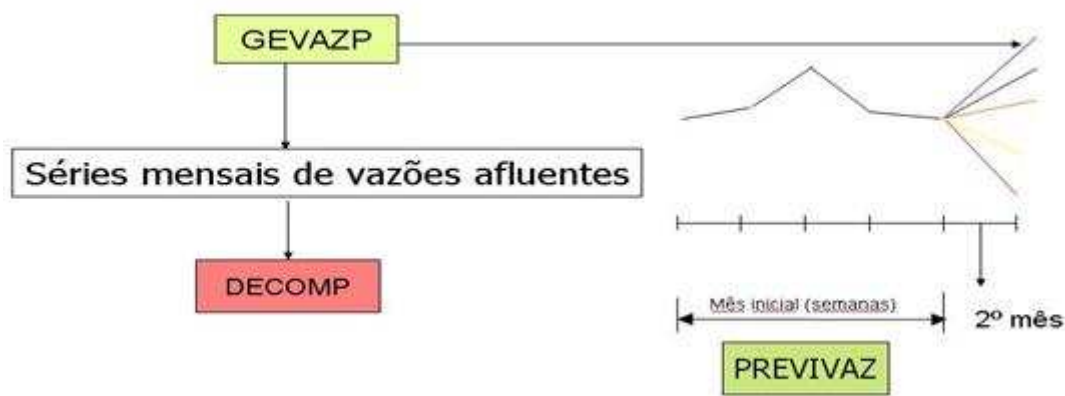 GEVAZP
Séries mensais de vazões afluentes
DECOMP
Mês inicial (semanas)
2º mês
PREVIVAZ